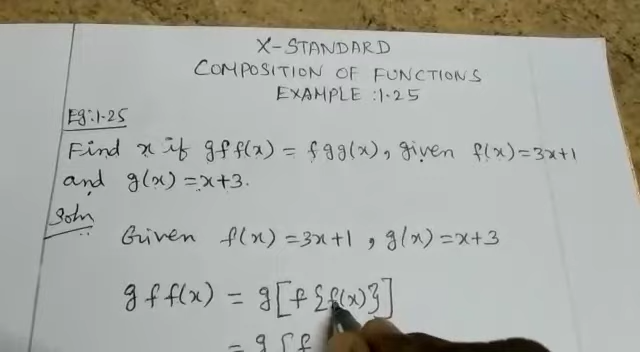 X-STANDARD
COMPOSITION OF FUNCTIONS
EXAMPLE :1.25
Eg:1.25
Find x if gff(x) = fgg(x), given f(x)=3x+1
and g(x)=x+3.
Soln
Given f(x)=3x+1, g(x)=x+3
gff(x) = g[f{f(x)}]
= g[f